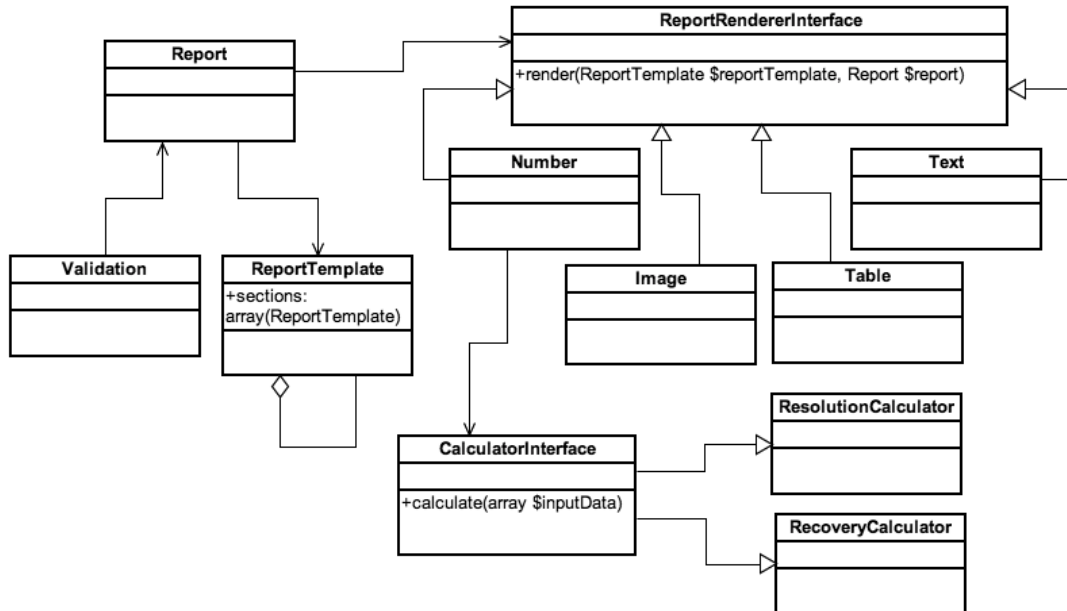 ReportRendererInterface
Report
+render(ReportTemplate $reportTemplate, Report $report)
Number
Text
Validation
ReportTemplate
+sections:
array(ReportTemplate)
Image
Table
ResolutionCalculator
CalculatorInterface
+calculate(array $inputData)
RecoveryCalculator